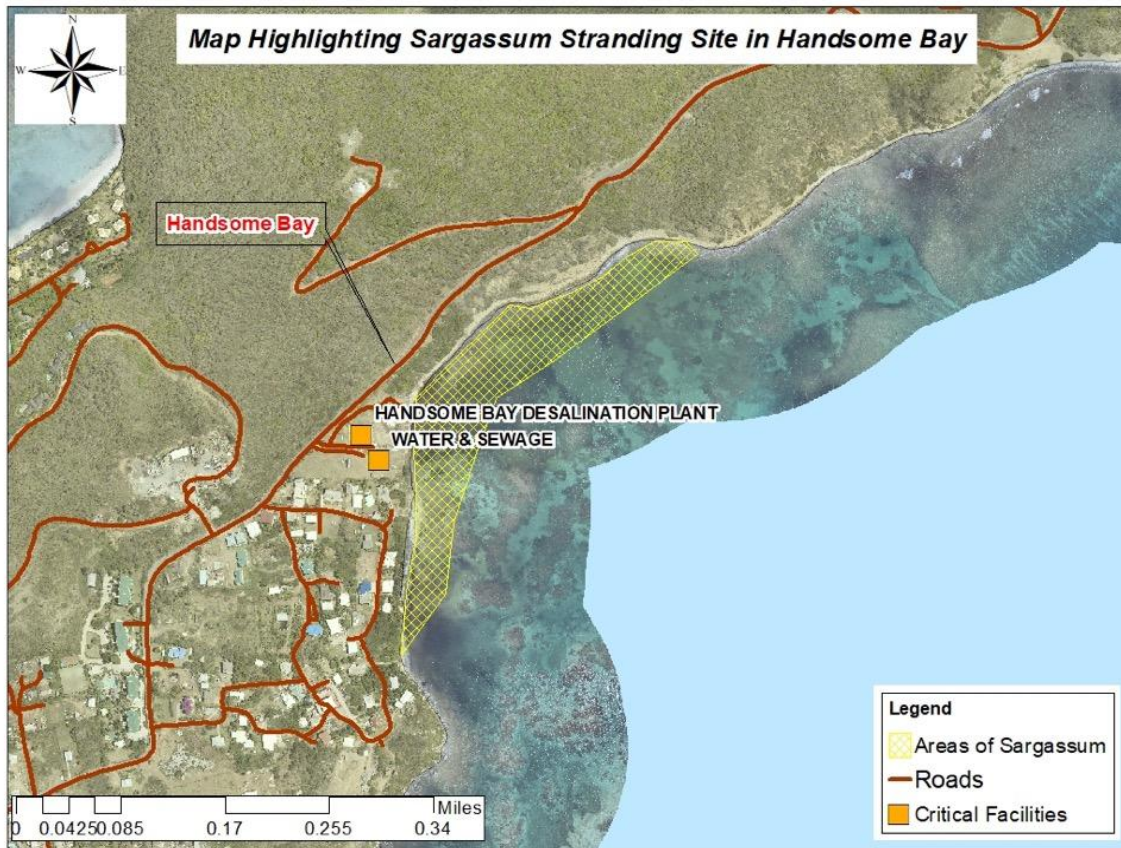 Map Highlighting Sargassum Stranding Site in Handsome Bay
N
W E
S
Handsome Bay
HANDSOME BAY DESALINATION PLANT
WATER & SEWAGE
Legend
Areas of Sargassum
Roads
Critical Facilities
Miles
0 0.0425 0.085 0.17 0.255 0.34